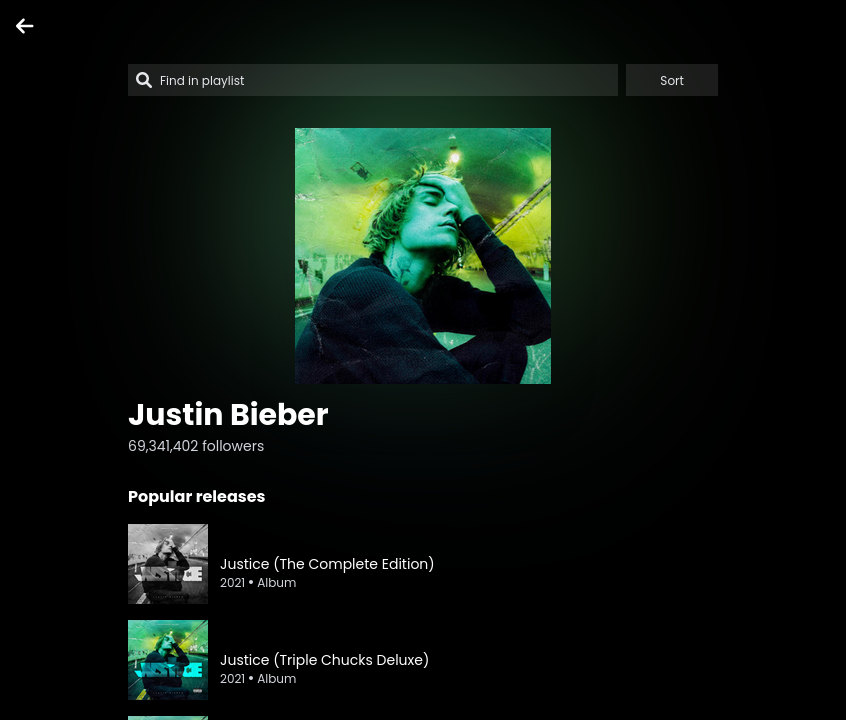 Find in playlist
Sort
Justin Bieber
69,341,402 followers
Popular releases
Justice (The Complete Edition)
2021 • Album
Justice (Triple Chucks Deluxe)
2021 • Album